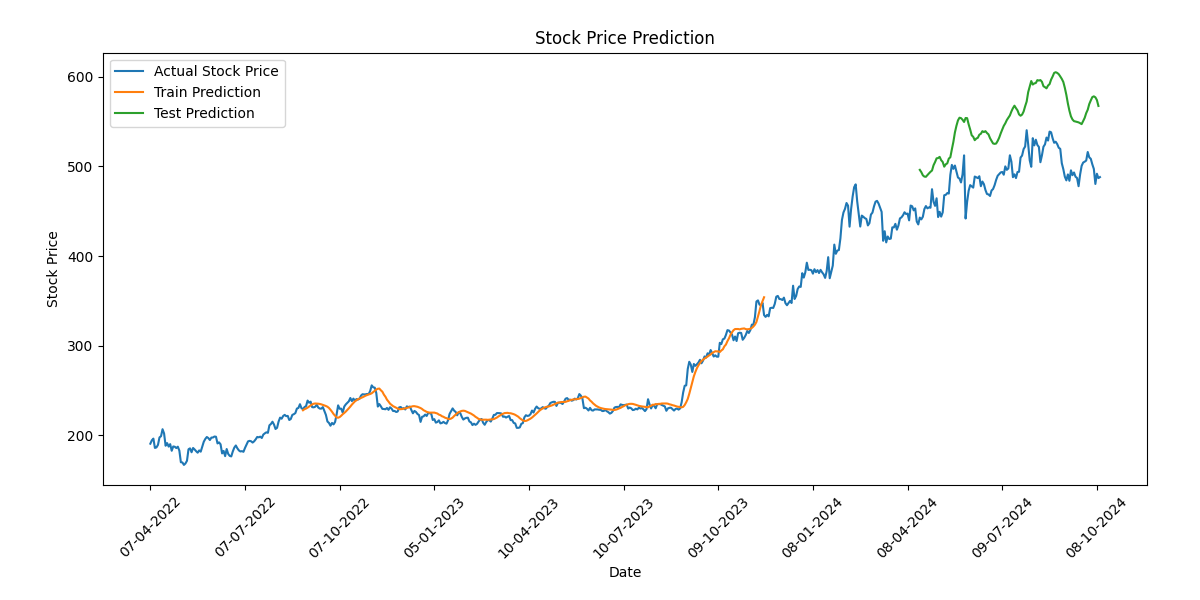 Stock Price Prediction
Actual Stock Price
Train Prediction
Test Prediction
Stock Price
600
500
400
300
200
07-04-2022
07-07-2022
07-10-2022
05-01-2023
10-04-2023
10-07-2023
09-10-2023
08-01-2024
08-04-2024
09-07-2024
08-10-2024
Date